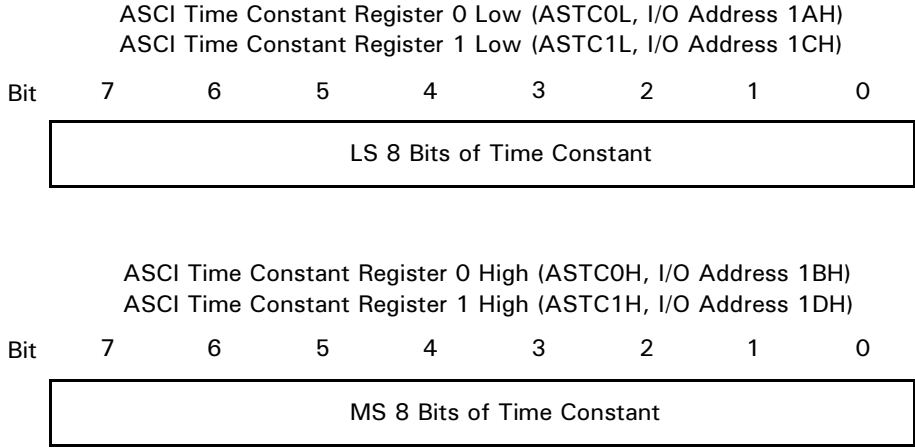 ASCI Time Constant Register 0 Low (ASTC0L, I/O Address 1AH)
ASCI Time Constant Register 1 Low (ASTC1L, I/O Address 1CH)
Bit 7 6 5 4 3 2 1 0
LS 8 Bits of Time Constant
ASCI Time Constant Register 0 High (ASTC0H, I/O Address 1BH)
ASCI Time Constant Register 1 High (ASTC1H, I/O Address 1DH)
Bit 7 6 5 4 3 2 1 0
MS 8 Bits of Time Constant